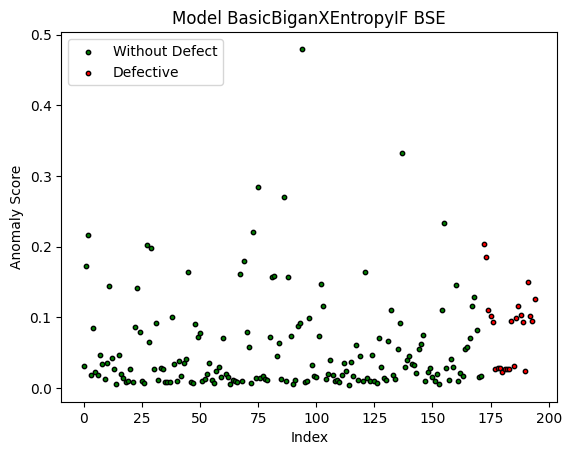 Model BasicBiganXEntropyIF BSE
Without Defect
Defective
Anomaly Score
0.5
0.4
0.3
0.2
0.1
0.0
0 25 50 75 100 125 150 175 200
Index